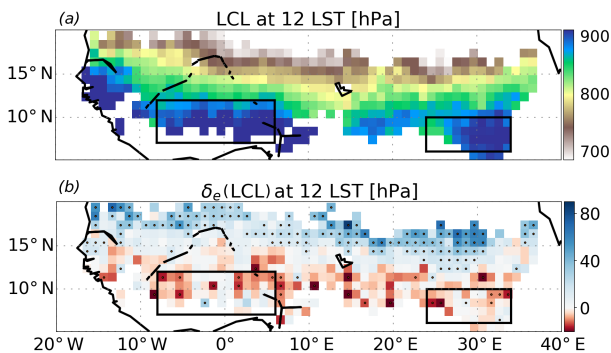 (a) LCL at 12 LST [hPa]
15° N
10° N
900
800
700
(b) δₑ(LCL) at 12 LST [hPa]
15° N
10° N
80
40
0
20° W 10° W 0° 10° E 20° E 30° E 40° E